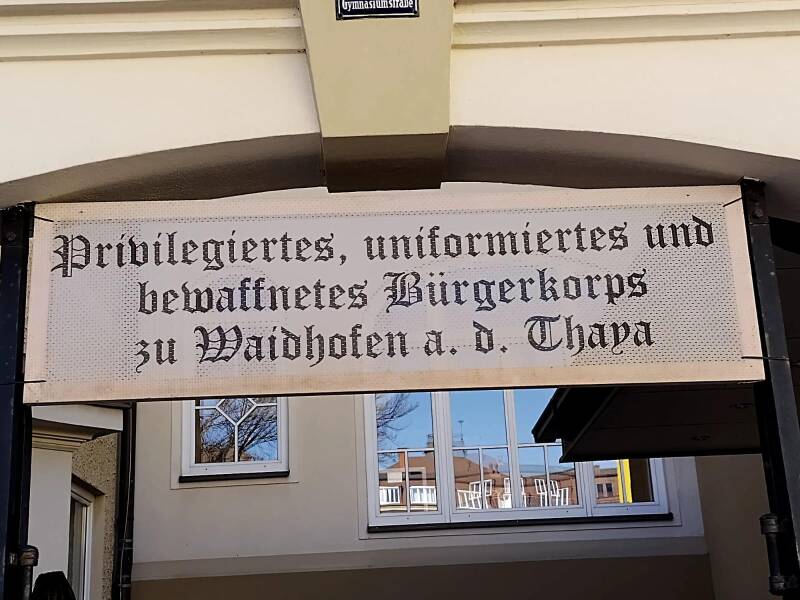 Gymnasiumstraße
Privilegiertes, uniformiertes und
bewaffnetes Bürgerkorps
zu Waidhofen a. d. Thaya